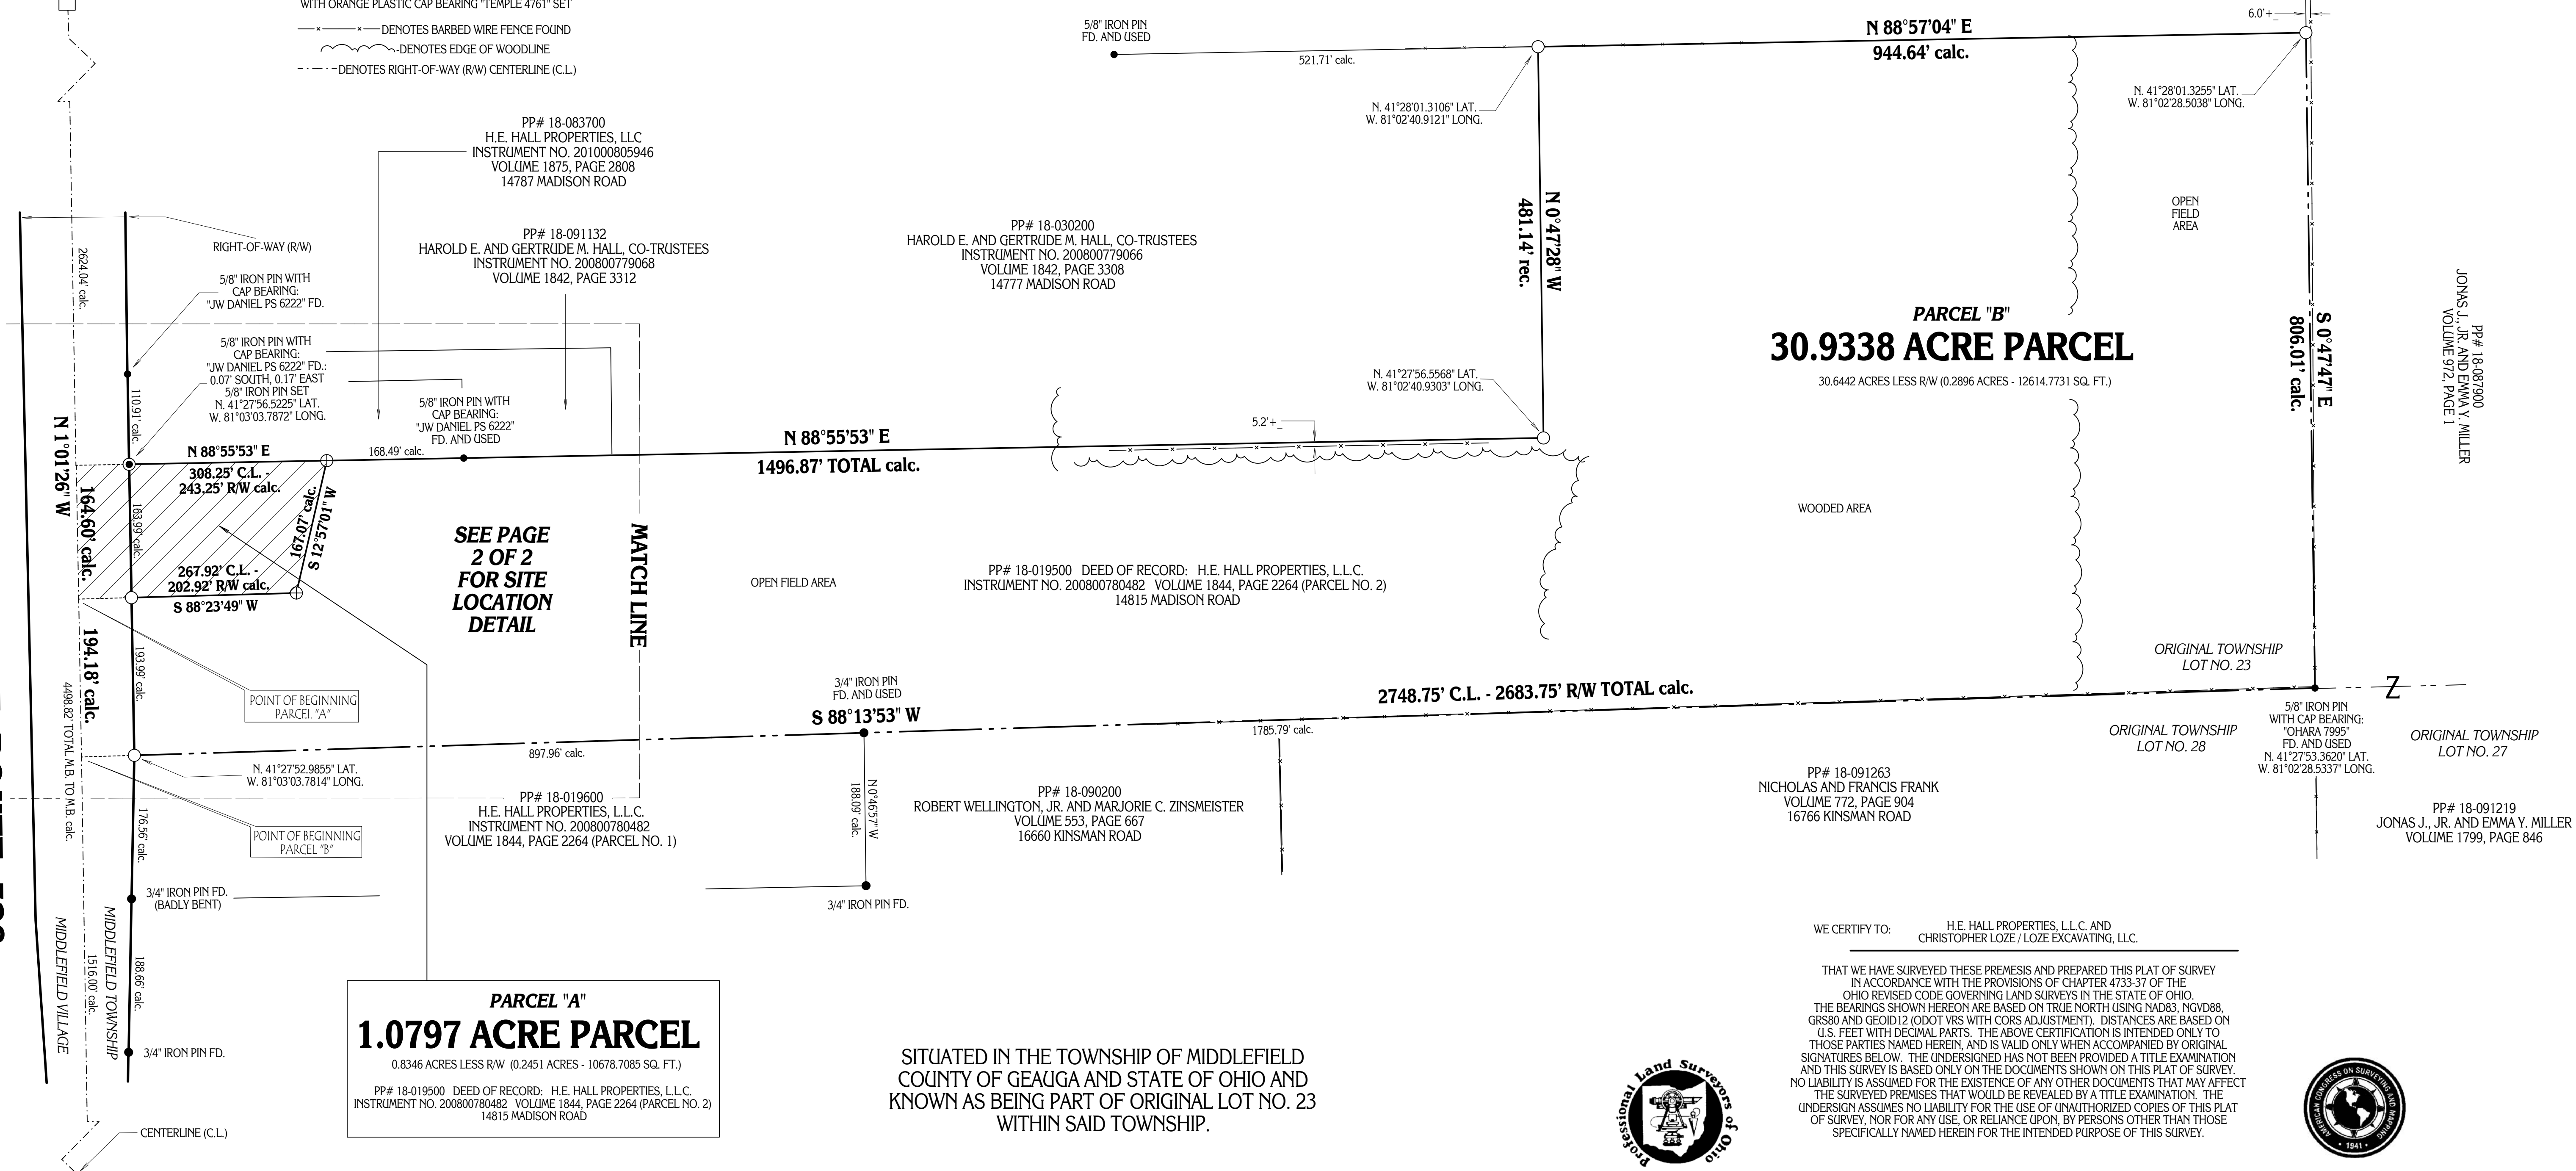 WITH ORANGE PLASTIC CAP BEARING "TEMPLE 4761" SET
DENOTES BARBED WIRE FENCE FOUND
DENOTES EDGE OF WOODLINE
DENOTES RIGHT-OF-WAY (R/W) CENTERLINE (C.L.)
5/8" IRON PIN
FD. AND USED
521.71' calc.
N 88°57'04" E
944.64' calc.
6.0'+_
N. 41°28'01.3106" LAT.
W. 81°02'40.9121" LONG.
N. 41°28'01.3255" LAT.
W. 81°02'28.5038" LONG.
PP# 18-083700
H.E. HALL PROPERTIES, LLC
INSTRUMENT NO. 201000805946
VOLUME 1875, PAGE 2808
14787 MADISON ROAD
PP# 18-091132
HAROLD E. AND GERTRUDE M. HALL, CO-TRUSTEES
INSTRUMENT NO. 200800779068
VOLUME 1842, PAGE 3312
PP# 18-030200
HAROLD E. AND GERTRUDE M. HALL, CO-TRUSTEES
INSTRUMENT NO. 200800779066
VOLUME 1842, PAGE 3308
14777 MADISON ROAD
N 0°47'28" W
481.14' rec.
OPEN
FIELD
AREA
RIGHT-OF-WAY (R/W)
2624.04' calc.
5/8" IRON PIN WITH
CAP BEARING:
"JW DANIEL PS 6222" FD.
5/8" IRON PIN WITH
CAP BEARING:
"JW DANIEL PS 6222" FD.:
0.07' SOUTH, 0.17' EAST
5/8" IRON PIN SET
N. 41°27'56.5225" LAT.
W. 81°03'03.7872" LONG.
110.91' calc.
5/8" IRON PIN WITH
CAP BEARING:
"JW DANIEL PS 6222"
FD. AND USED
PARCEL "B"
30.9338 ACRE PARCEL
30.6442 ACRES LESS R/W (0.2896 ACRES - 12614.7731 SQ. FT.)
S 0°47'47" E
806.01' calc.
PP# 18-087900
JONAS J., JR. AND EMMA Y. MILLER
VOLUME 972, PAGE 1
N. 41°27'56.5568" LAT.
W. 81°02'40.9303" LONG.
5.2'+_
N 1°01'26" W
N 88°55'53" E
308.25' C.L. -
243.25' R/W calc.
168.49' calc.
N 88°55'53" E
1496.87' TOTAL calc.
164.60' calc.
163.99' calc.
167.07' calc.
S 12°57'01" W
267.92' C.L. -
202.92' R/W calc.
S 88°23'49" W
SEE PAGE
2 OF 2
FOR SITE
LOCATION
DETAIL
MATCH LINE
OPEN FIELD AREA
WOODED AREA
PP# 18-019500 DEED OF RECORD: H.E. HALL PROPERTIES, L.L.C.
INSTRUMENT NO. 200800780482 VOLUME 1844, PAGE 2264 (PARCEL NO. 2)
14815 MADISON ROAD
194.18' calc.
193.99' calc.
POINT OF BEGINNING
PARCEL "A"
4498.82' TOTAL M.B. TO M.B. calc.
3/4" IRON PIN
FD. AND USED
S 88°13'53" W
2748.75' C.L. - 2683.75' R/W TOTAL calc.
ORIGINAL TOWNSHIP
LOT NO. 23
Z
897.96' calc.
1785.79' calc.
ORIGINAL TOWNSHIP
LOT NO. 28
5/8" IRON PIN
WITH CAP BEARING:
"OHARA 7995"
FD. AND USED
N. 41°27'53.3620" LAT.
W. 81°02'28.5337" LONG.
ORIGINAL TOWNSHIP
LOT NO. 27
N. 41°27'52.9855" LAT.
W. 81°03'03.7814" LONG.
176.56' calc.
POINT OF BEGINNING
PARCEL "B"
PP# 18-019600
H.E. HALL PROPERTIES, L.L.C.
INSTRUMENT NO. 200800780482
VOLUME 1844, PAGE 2264 (PARCEL NO. 1)
N 0°46'57" W
188.09' calc.
PP# 18-090200
ROBERT WELLINGTON, JR. AND MARJORIE C. ZINSMEISTER
VOLUME 553, PAGE 667
16660 KINSMAN ROAD
PP# 18-091263
NICHOLAS AND FRANCIS FRANK
VOLUME 772, PAGE 904
16766 KINSMAN ROAD
PP# 18-091219
JONAS J., JR. AND EMMA Y. MILLER
VOLUME 1799, PAGE 846
3/4" IRON PIN FD.
(BADLY BENT)
3/4" IRON PIN FD.
MIDDLEFIELD VILLAGE
1516.00' calc.
MIDDLEFIELD TOWNSHIP
188.66' calc.
3/4" IRON PIN FD.
CENTERLINE (C.L.)
PARCEL "A"
1.0797 ACRE PARCEL
0.8346 ACRES LESS R/W (0.2451 ACRES - 10678.7085 SQ. FT.)
PP# 18-019500 DEED OF RECORD: H.E. HALL PROPERTIES, L.L.C.
INSTRUMENT NO. 200800780482 VOLUME 1844, PAGE 2264 (PARCEL NO. 2)
14815 MADISON ROAD
SITUATED IN THE TOWNSHIP OF MIDDLEFIELD
COUNTY OF GEAUGA AND STATE OF OHIO AND
KNOWN AS BEING PART OF ORIGINAL LOT NO. 23
WITHIN SAID TOWNSHIP.
WE CERTIFY TO:
H.E. HALL PROPERTIES, L.L.C. AND
CHRISTOPHER LOZE / LOZE EXCAVATING, LLC.
THAT WE HAVE SURVEYED THESE PREMESIS AND PREPARED THIS PLAT OF SURVEY
IN ACCORDANCE WITH THE PROVISIONS OF CHAPTER 4733-37 OF THE
OHIO REVISED CODE GOVERNING LAND SURVEYS IN THE STATE OF OHIO.
THE BEARINGS SHOWN HEREON ARE BASED ON TRUE NORTH USING NAD83, NGVD88,
GRS80 AND GEOID12 (ODOT VRS WITH CORS ADJUSTMENT). DISTANCES ARE BASED ON
U.S. FEET WITH DECIMAL PARTS. THE ABOVE CERTIFICATION IS INTENDED ONLY TO
THOSE PARTIES NAMED HEREIN, AND IS VALID ONLY WHEN ACCOMPANIED BY ORIGINAL
SIGNATURES BELOW. THE UNDERSIGNED HAS NOT BEEN PROVIDED A TITLE EXAMINATION
AND THIS SURVEY IS BASED ONLY ON THE DOCUMENTS SHOWN ON THIS PLAT OF SURVEY.
NO LIABILITY IS ASSUMED FOR THE EXISTENCE OF ANY OTHER DOCUMENTS THAT MAY AFFECT
THE SURVEYED PREMISES THAT WOULD BE REVEALED BY A TITLE EXAMINATION. THE
UNDERSIGN ASSUMES NO LIABILITY FOR THE USE OF UNAUTHORIZED COPIES OF THIS PLAT
OF SURVEY, NOR FOR ANY USE, OR RELIANCE UPON, BY PERSONS OTHER THAN THOSE
SPECIFICALLY NAMED HEREIN FOR THE INTENDED PURPOSE OF THIS SURVEY.
Professional Land Surveyors of Ohio
AMERICAN CONGRESS ON SURVEYING AND MAPPING
• 1941 •